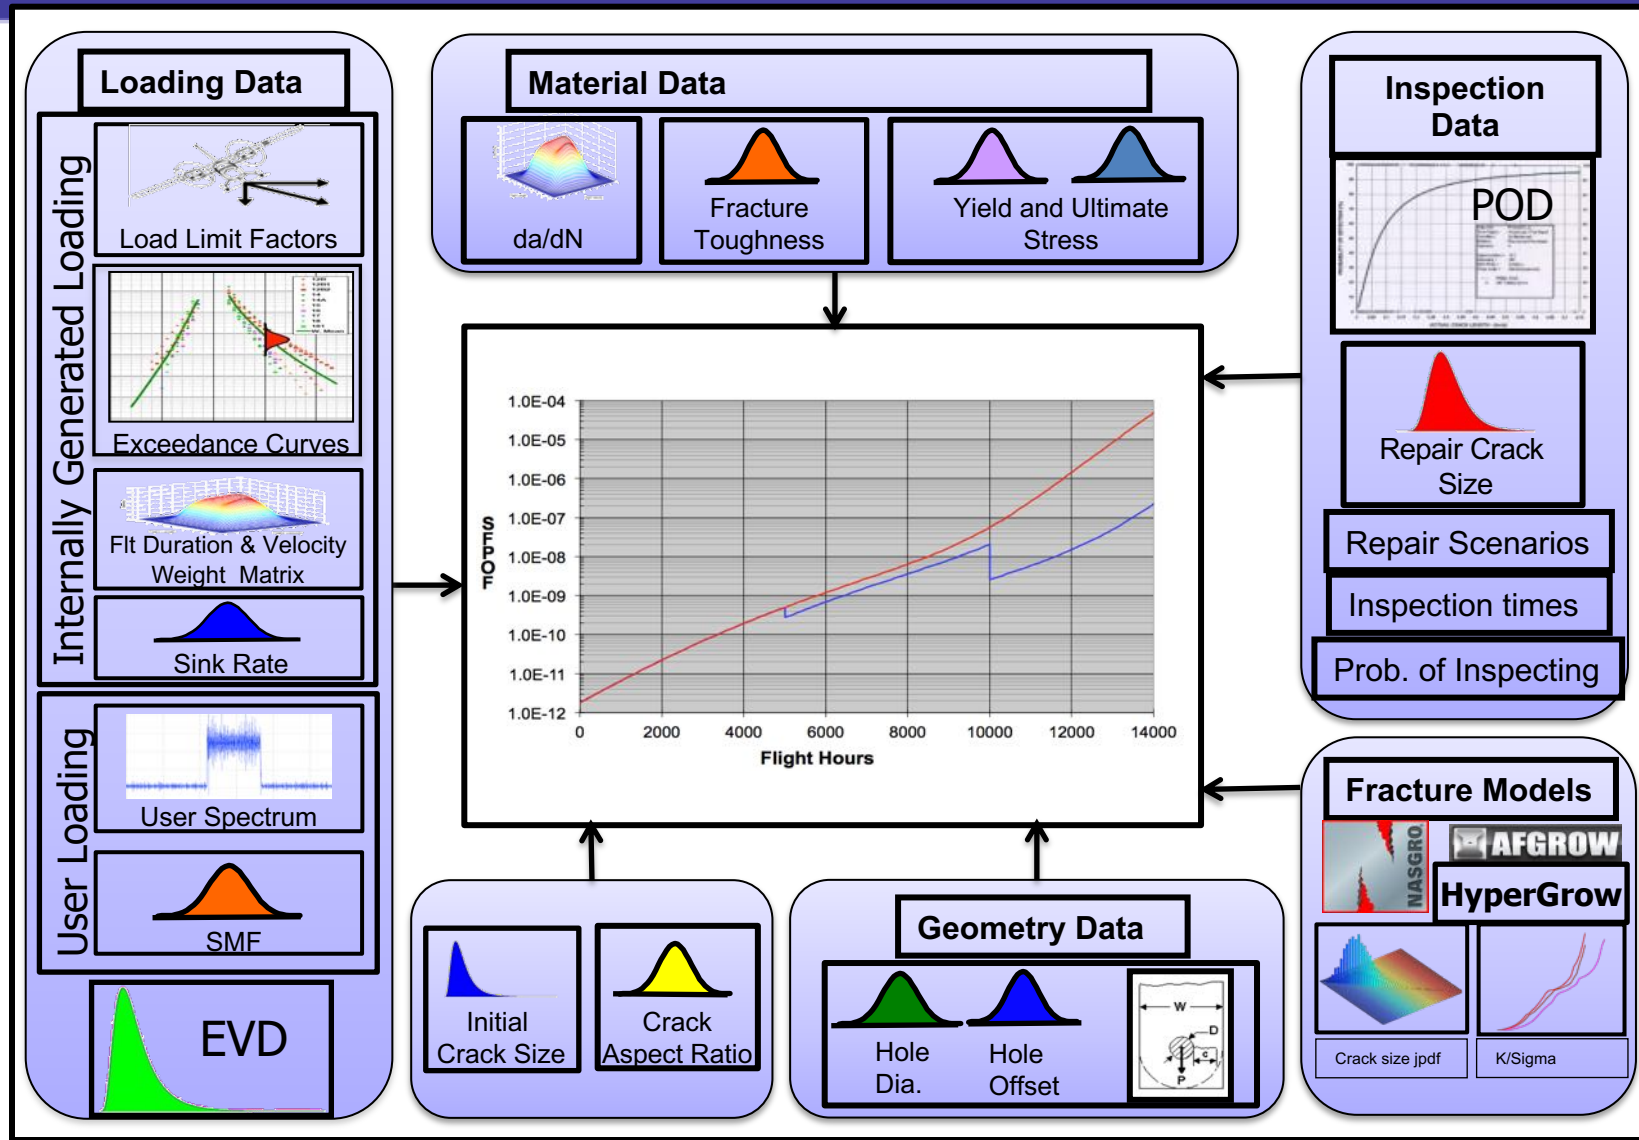 Loading Data
Internally Generated Loading
Load Limit Factors
Exceedance Curves
Flt Duration & Velocity
Weight Matrix
Sink Rate
User Loading
User Spectrum
SMF
EVD
Material Data
da/dN
Fracture
Toughness
Yield and Ultimate
Stress
SFPOF
1.0E-04
1.0E-05
1.0E-06
1.0E-07
1.0E-08
1.0E-09
1.0E-10
1.0E-11
1.0E-12
0 2000 4000 6000 8000 10000 12000 14000
Flight Hours
Initial
Crack Size
Crack
Aspect Ratio
Geometry Data
Hole
Dia.
Hole
Offset
W
D
c
P
Inspection
Data
POD
Repair Crack
Size
Repair Scenarios
Inspection times
Prob. of Inspecting
Fracture Models
NASGRO
AFGROW
HyperGrow
Crack size jpdf
K/Sigma